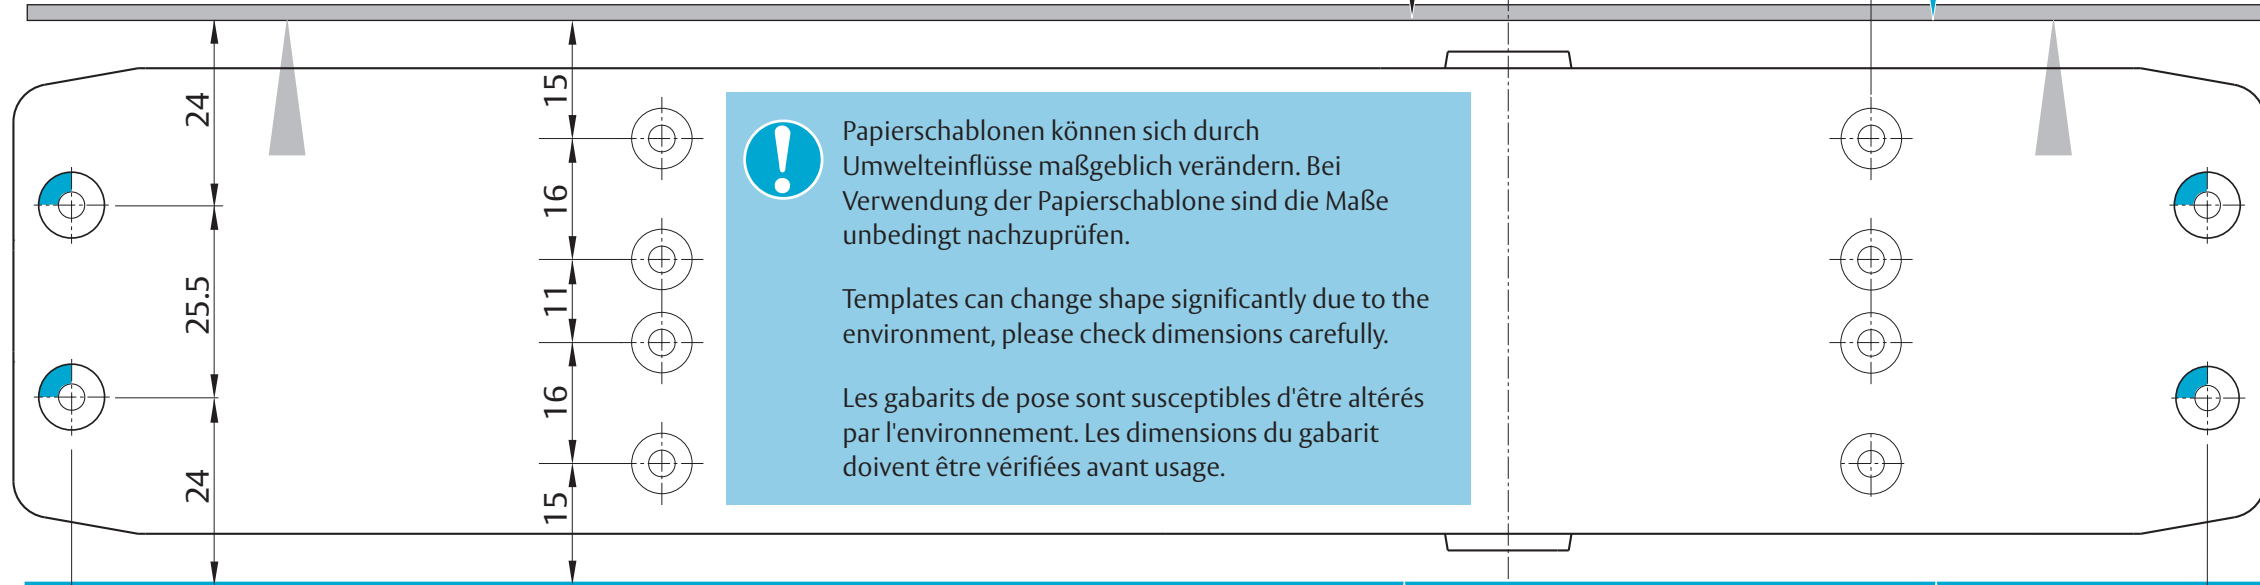 24
25.5
24
15
16
11
16
15
Papierschablonen können sich durch
Umwelteinflüsse maßgeblich verändern. Bei
Verwendung der Papierschablone sind die Maße
unbedingt nachzuprüfen.
Templates can change shape significantly due to the
environment, please check dimensions carefully.
Les gabarits de pose sont susceptibles d'être altérés
par l'environnement. Les dimensions du gabarit
doivent être vérifiées avant usage.